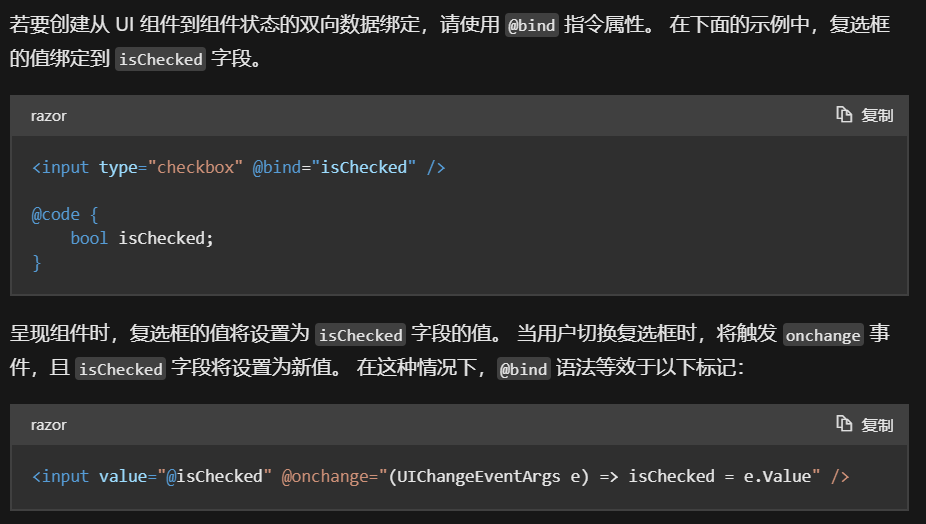 若要创建从 UI 组件到组件状态的双向数据绑定，请使用 @bind 指令属性。 在下面的示例中，复选框
的值绑定到 isChecked 字段。
razor 复制
<input type="checkbox" @bind="isChecked" />
@code {
    bool isChecked;
}
呈现组件时，复选框的值将设置为 isChecked 字段的值。 当用户切换复选框时，将触发 onchange 事
件，且 isChecked 字段将设置为新值。 在这种情况下，@bind 语法等效于以下标记：
razor 复制
<input value="@isChecked" @onchange="(UIChangeEventArgs e) => isChecked = e.Value" />